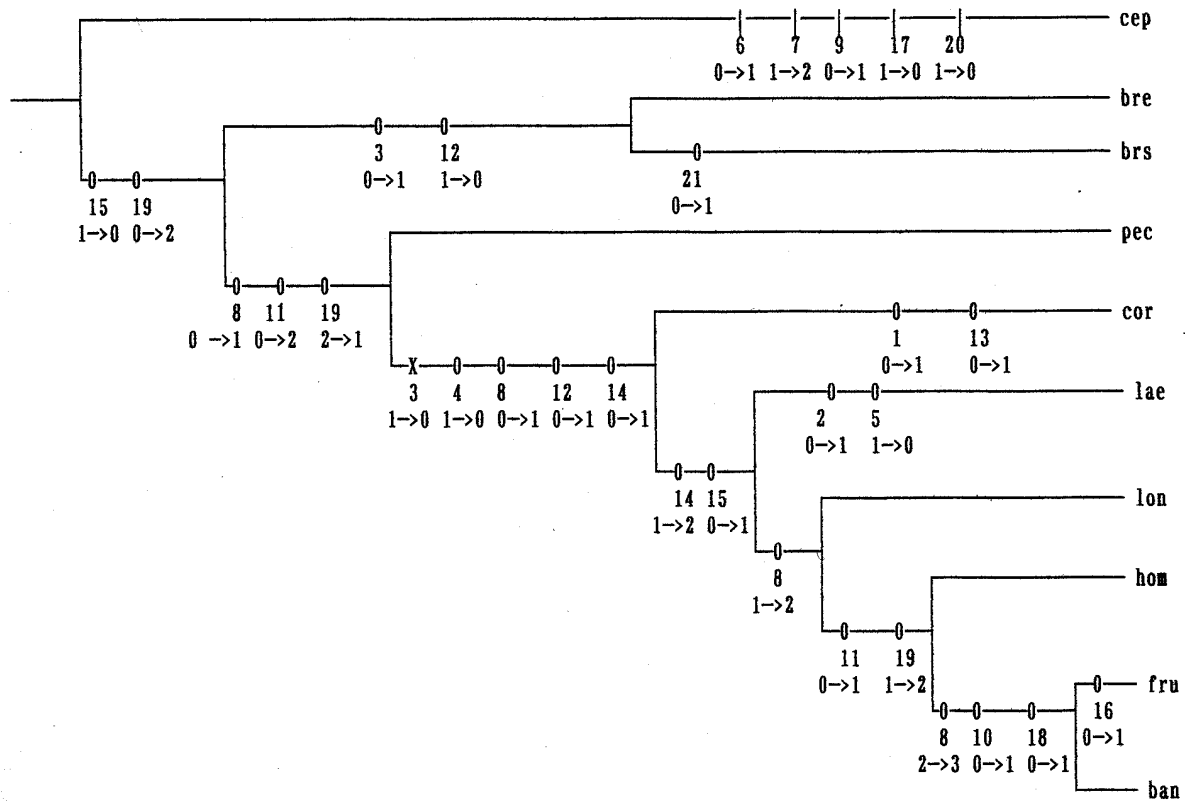 cep
6 7 9 17 20
0->1 1->2 0->1 1->0 1->0
bre
3 12
0->1 1->0
brs
21
0->1
15 19
1->0 0->2
pec
8 11 19
0 ->1 0->2 2->1
cor
1 13
0->1 0->1
X
3 4 8 12 14
1->0 1->0 0->1 0->1 0->1
lae
2 5
0->1 1->0
14 15
1->2 0->1
lon
8
1->2
hom
11 19
0->1 1->2
fru
16
0->1
8 10 18
2->3 0->1 0->1
ban